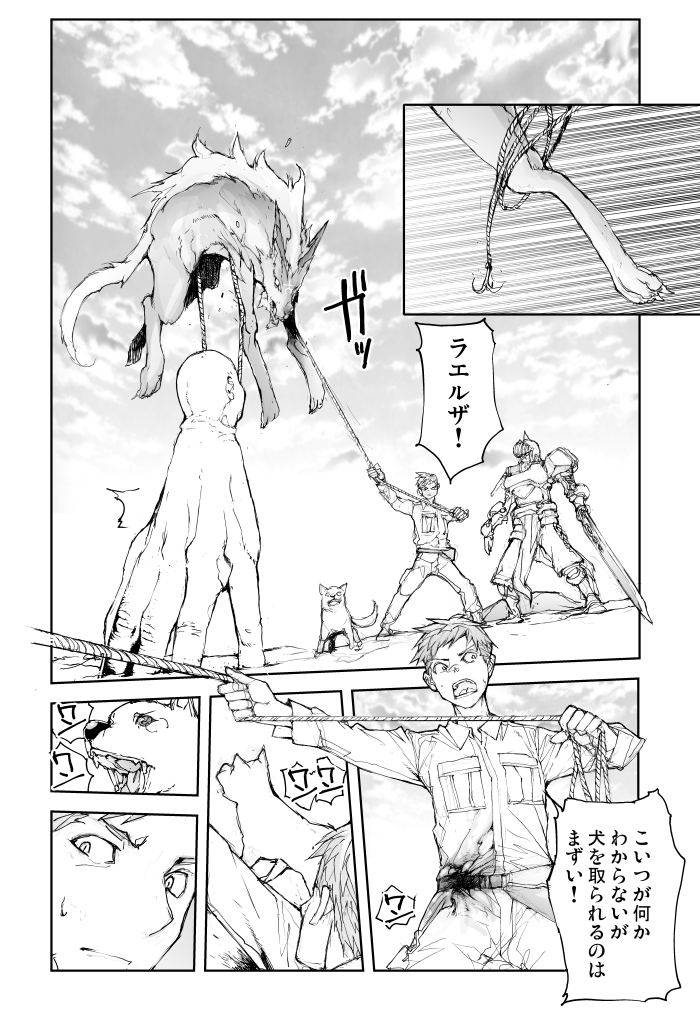 ガッ
ラエルザ！
こいつが何か
わからないが
犬を取られるのは
まずい！
ワン
ワン
ワン
ワン
ワン